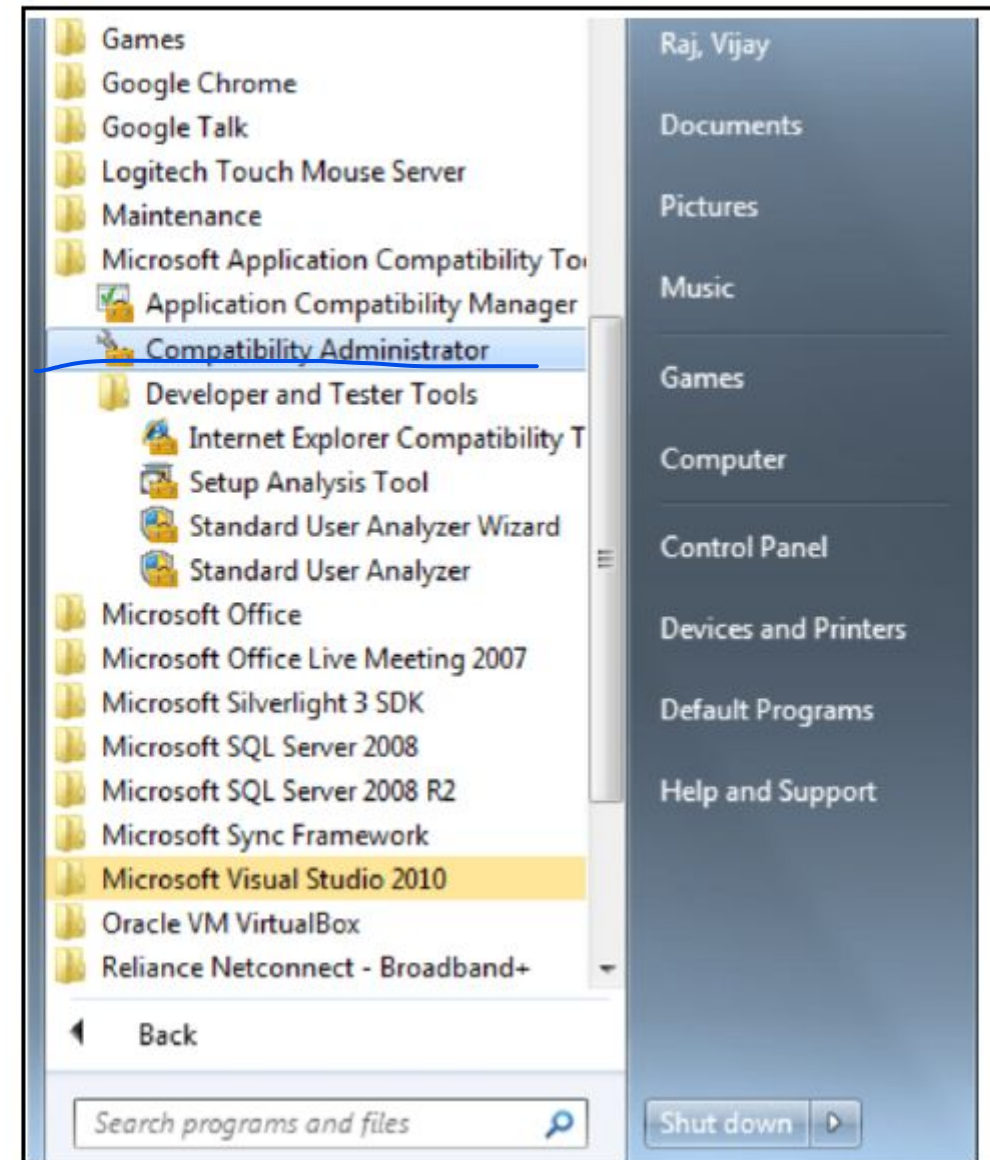 Games
Google Chrome
Google Talk
Logitech Touch Mouse Server
Maintenance
Microsoft Application Compatibility Too
Application Compatibility Manager
Compatibility Administrator
Developer and Tester Tools
Internet Explorer Compatibility T
Setup Analysis Tool
Standard User Analyzer Wizard
Standard User Analyzer
Microsoft Office
Microsoft Office Live Meeting 2007
Microsoft Silverlight 3 SDK
Microsoft SQL Server 2008
Microsoft SQL Server 2008 R2
Microsoft Sync Framework
Microsoft Visual Studio 2010
Oracle VM VirtualBox
Reliance Netconnect - Broadband+
Back
Search programs and files
Raj, Vijay
Documents
Pictures
Music
Games
Computer
Control Panel
Devices and Printers
Default Programs
Help and Support
Shut down